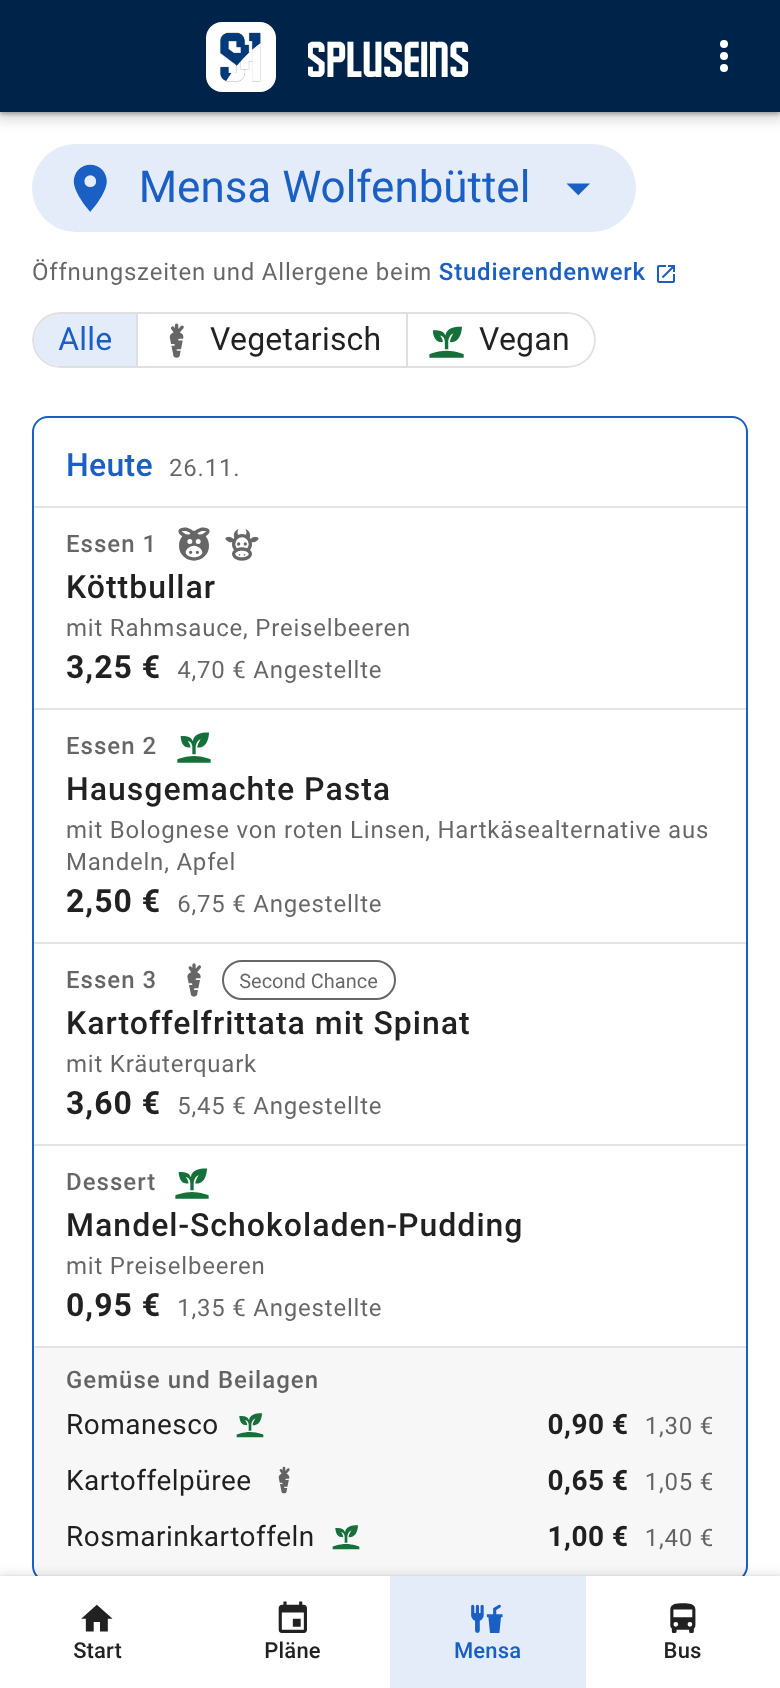 SPLUSEINS
Mensa Wolfenbüttel
Öffnungszeiten und Allergene beim Studierendenwerk
Alle Vegetarisch Vegan
Heute 26.11.
Essen 1
Köttbullar
mit Rahmsauce, Preiselbeeren
3,25 € 4,70 € Angestellte
Essen 2
Hausgemachte Pasta
mit Bolognese von roten Linsen, Hartkäsealternative aus
Mandeln, Apfel
2,50 € 6,75 € Angestellte
Essen 3 Second Chance
Kartoffelfrittata mit Spinat
mit Kräuterquark
3,60 € 5,45 € Angestellte
Dessert
Mandel-Schokoladen-Pudding
mit Preiselbeeren
0,95 € 1,35 € Angestellte
Gemüse und Beilagen
Romanesco 0,90 € 1,30 €
Kartoffelpüree 0,65 € 1,05 €
Rosmarinkartoffeln 1,00 € 1,40 €
Start Pläne Mensa Bus